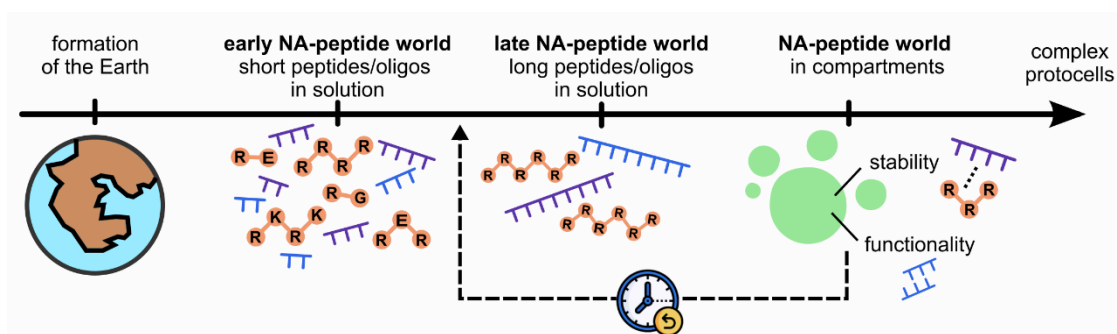 formation
of the Earth
early NA-peptide world
short peptides/oligos
in solution
late NA-peptide world
long peptides/oligos
in solution
NA-peptide world
in compartments
complex
protocells
R E
R R R R
R G
R K R K
R E R
R R R R R R
R R R R R R
stability
functionality
R R R